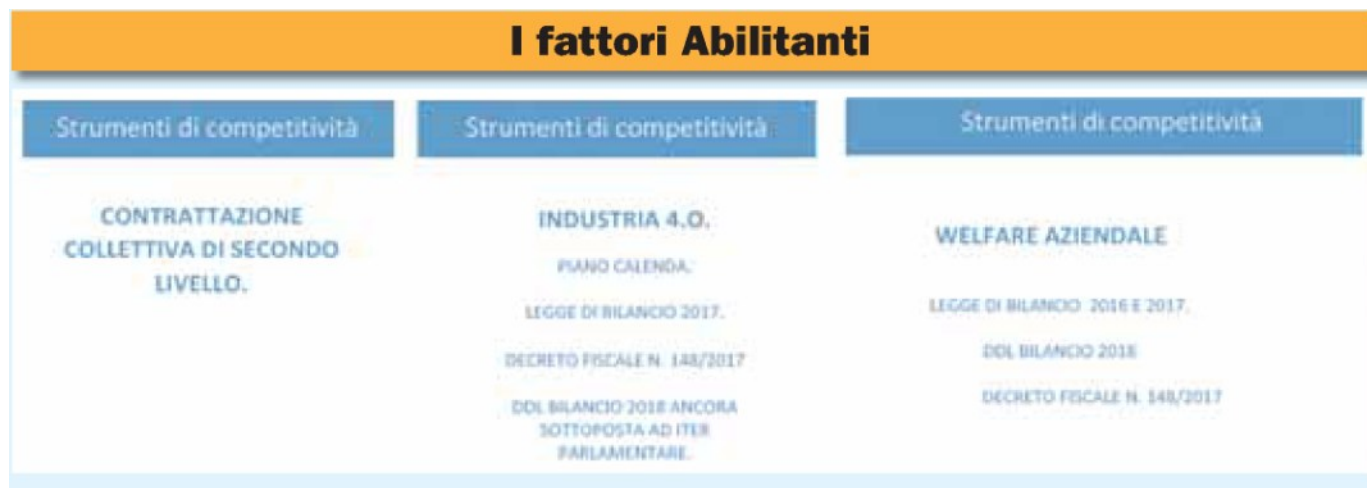 I fattori Abilitanti
Strumenti di competitività
CONTRATTAZIONE
COLLETTIVA DI SECONDO
LIVELLO.
Strumenti di competitività
INDUSTRIA 4.O.
PIANO CALENDA.
LEGGE DI BILANCIO 2017.
DECRETO FISCALE N. 148/2017
DDL BILANCIO 2018 ANCORA
SOTTOPOSTA AD ITER
PARLAMENTARE.
Strumenti di competitività
WELFARE AZIENDALE
LEGGE DI BILANCIO 2016 E 2017.
DDL BILANCIO 2018
DECRETO FISCALE N. 148/2017